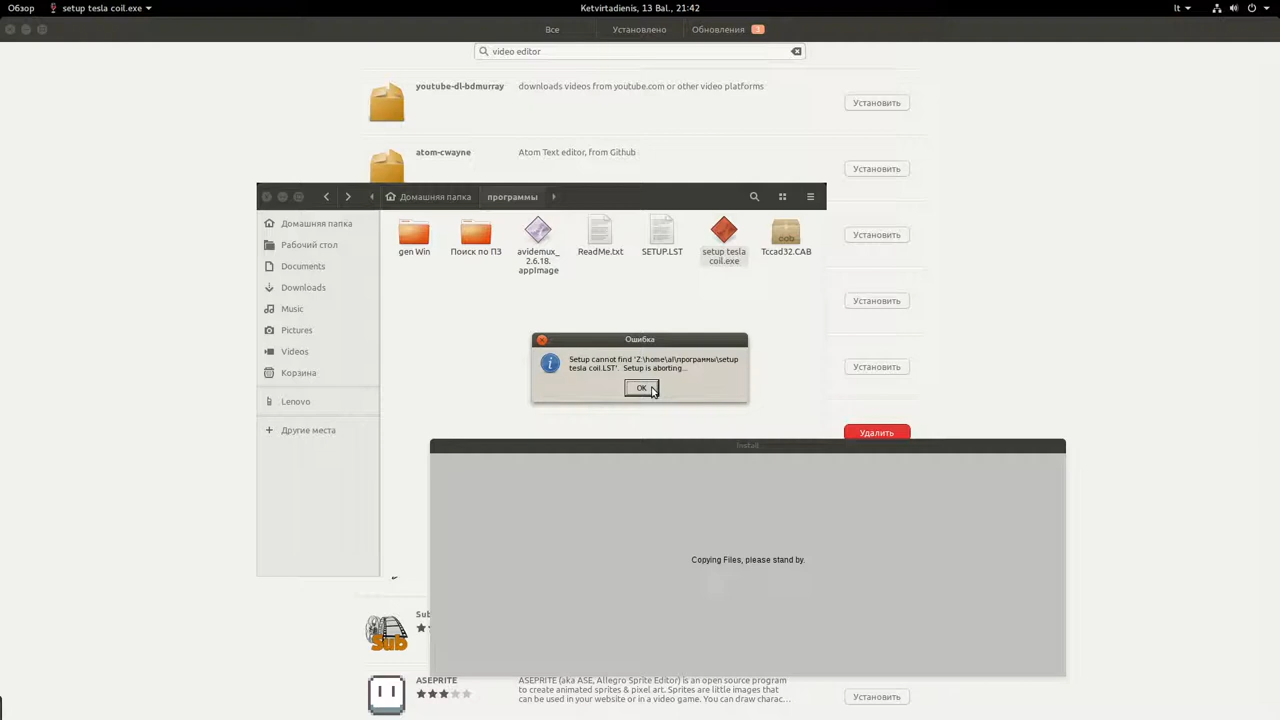 Обзор
setup tesla coil.exe
Ketvirtadienis, 13 Bal., 21:42
lt
Все
Установлено
Обновления
3
video editor
youtube-dl-bdmurray
downloads videos from youtube.com or other video platforms
Установить
atom-cwayne
Atom Text editor, from Github
Установить
Домашняя папка
программы
Домашняя папка
Рабочий стол
Documents
Downloads
Music
Pictures
Videos
Корзина
Lenovo
Другие места
gen Win
Поиск по ПЗ
avidemux_
2.6.18.
appImage
ReadMe.txt
SETUP.LST
setup tesla
coil.exe
cab
Tccad32.CAB
Установить
Установить
Установить
Ошибка
Setup cannot find 'Z:\home\al\программы\setup
tesla coil.LST'. Setup is aborting...
OK
Удалить
Install
Copying Files, please stand by.
Sub
Sub
ASEPRITE
ASEPRITE (aka ASE, Allegro Sprite Editor) is an open source program
to create animated sprites & pixel art. Sprites are little images that
can be used in your website or in a video game. You can draw charac...
Установить